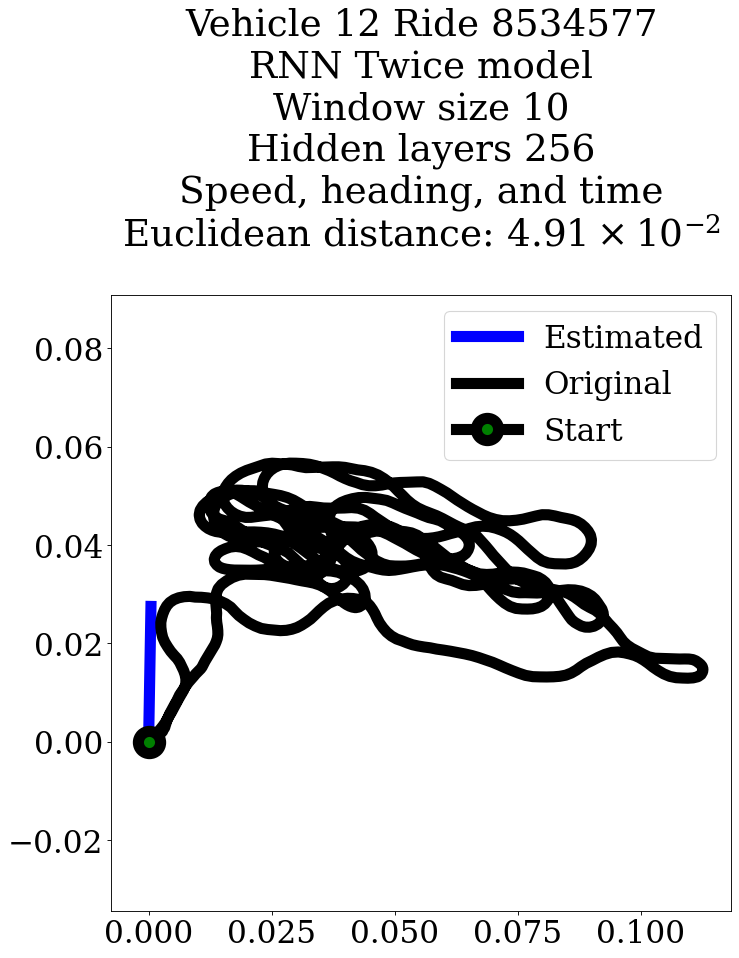 Vehicle 12 Ride 8534577
RNN Twice model
Window size 10
Hidden layers 256
Speed, heading, and time
Euclidean distance: 4.91 × 10⁻²
Estimated
Original
Start
0.08
0.06
0.04
0.02
0.00
−0.02
0.000 0.025 0.050 0.075 0.100